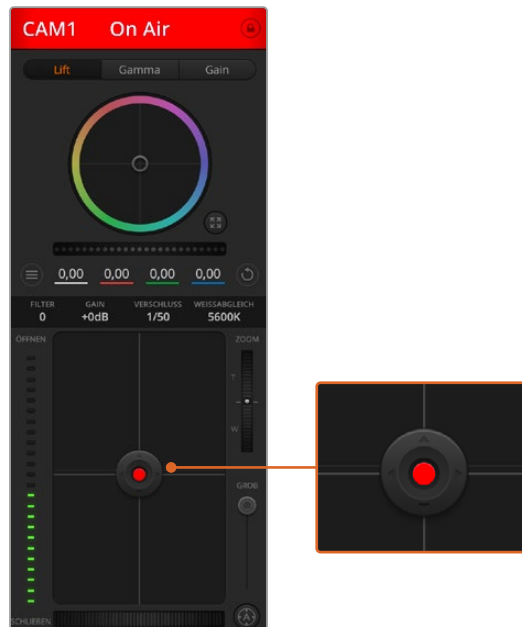 CAM1 On Air
Lift Gamma Gain
0,00 0,00 0,00 0,00
FILTER GAIN VERSCHLUSS WEISSABGLEICH
0 +0dB 1/50 5600K
ÖFFNEN ZOOM
T
W
GROB
SCHLIEßEN A